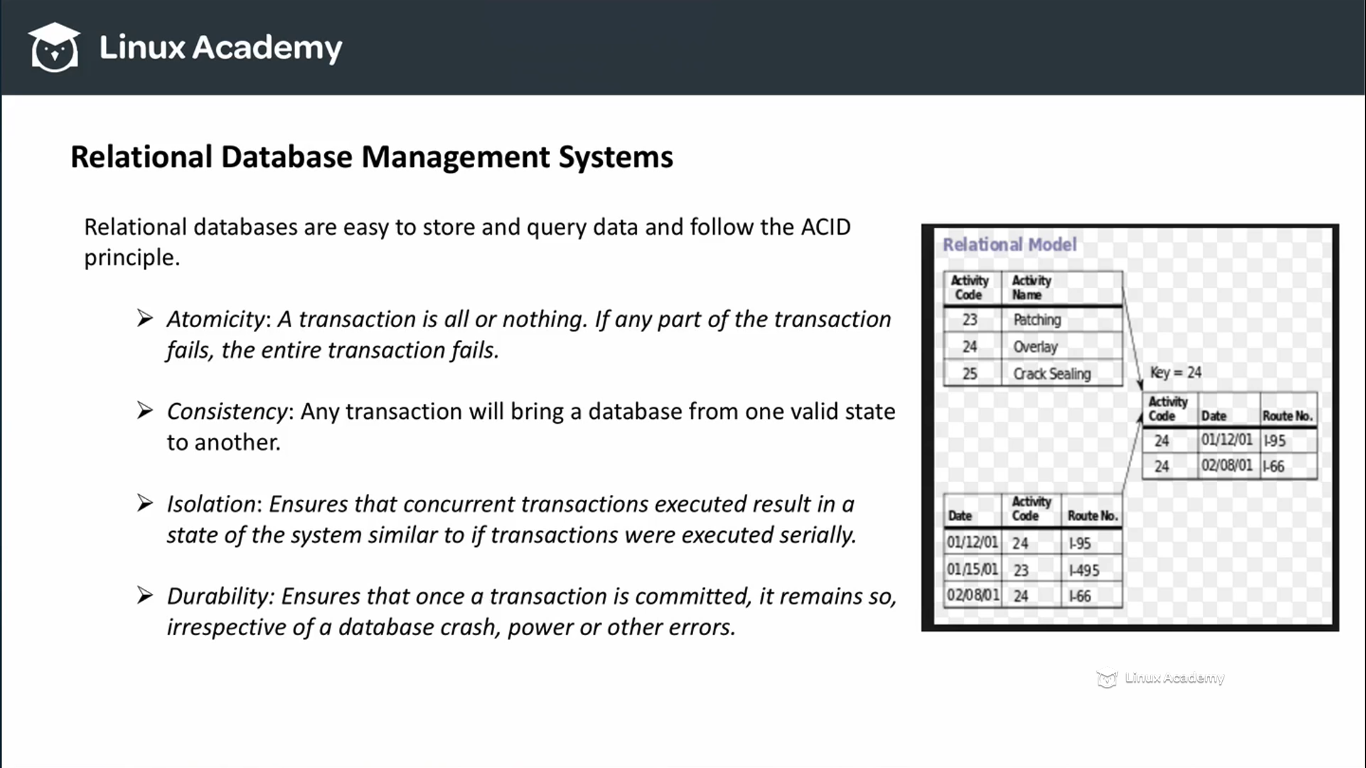 Linux Academy
Relational Database Management Systems
Relational databases are easy to store and query data and follow the ACID
principle.
➢ Atomicity: A transaction is all or nothing. If any part of the transaction
fails, the entire transaction fails.
➢ Consistency: Any transaction will bring a database from one valid state
to another.
➢ Isolation: Ensures that concurrent transactions executed result in a
state of the system similar to if transactions were executed serially.
➢ Durability: Ensures that once a transaction is committed, it remains so,
irrespective of a database crash, power or other errors.
Relational Model
Activity Code Activity Name
23 Patching
24 Overlay
25 Crack Sealing
Key = 24
Activity Code Date Route No.
24 01/12/01 I-95
24 02/08/01 I-66
Date Activity Code Route No.
01/12/01 24 I-95
01/15/01 23 I-495
02/08/01 24 I-66
Linux Academy